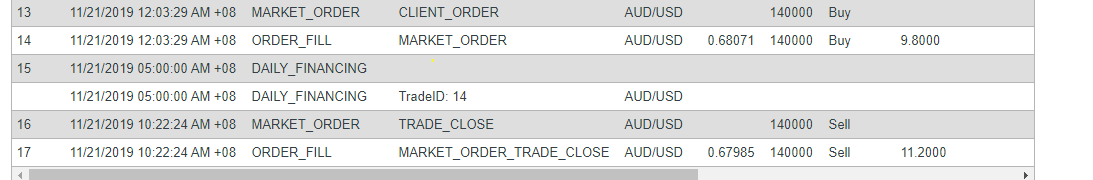 13 11/21/2019 12:03:29 AM +08 MARKET_ORDER CLIENT_ORDER AUD/USD 140000 Buy
14 11/21/2019 12:03:29 AM +08 ORDER_FILL MARKET_ORDER AUD/USD 0.68071 140000 Buy 9.8000
15 11/21/2019 05:00:00 AM +08 DAILY_FINANCING
11/21/2019 05:00:00 AM +08 DAILY_FINANCING TradeID: 14 AUD/USD
16 11/21/2019 10:22:24 AM +08 MARKET_ORDER TRADE_CLOSE AUD/USD 140000 Sell
17 11/21/2019 10:22:24 AM +08 ORDER_FILL MARKET_ORDER_TRADE_CLOSE AUD/USD 0.67985 140000 Sell 11.2000